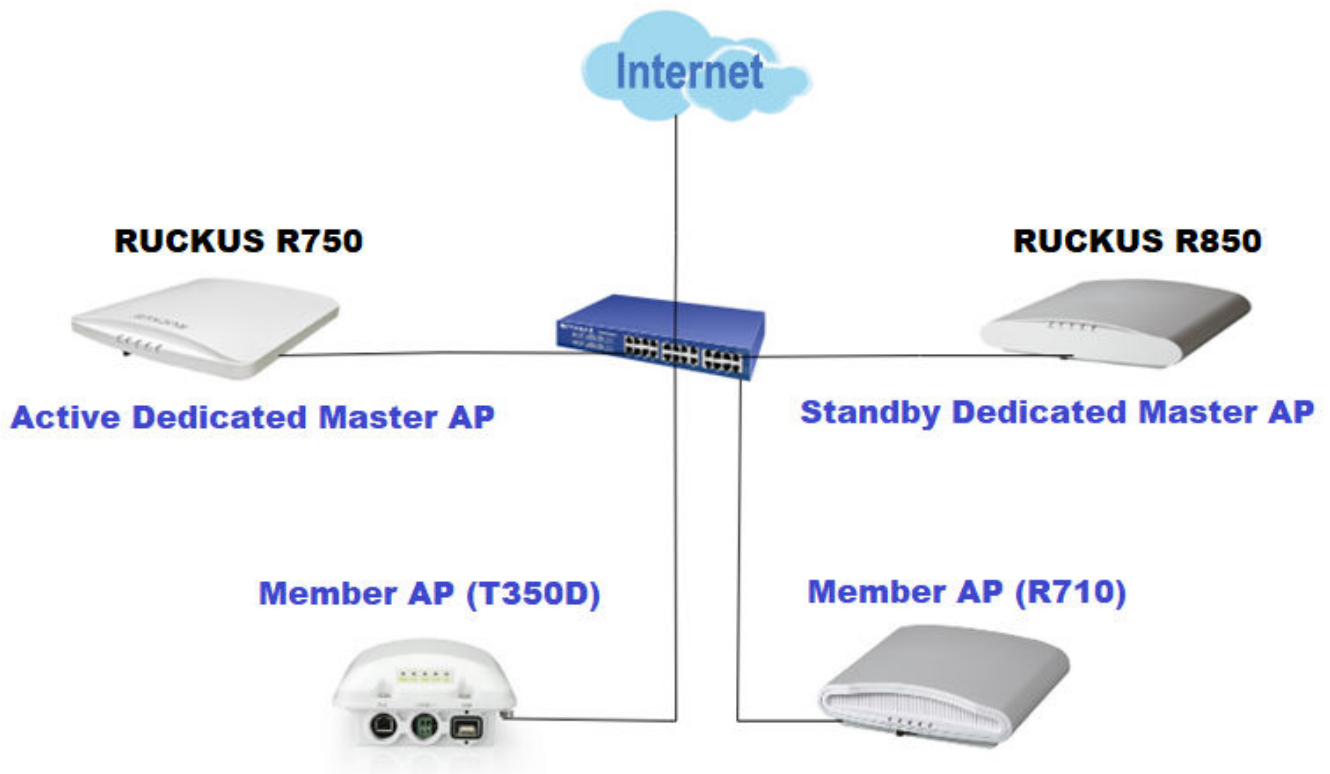 Internet
RUCKUS R750
RUCKUS R850
Active Dedicated Master AP
Standby Dedicated Master AP
Member AP (T350D)
Member AP (R710)